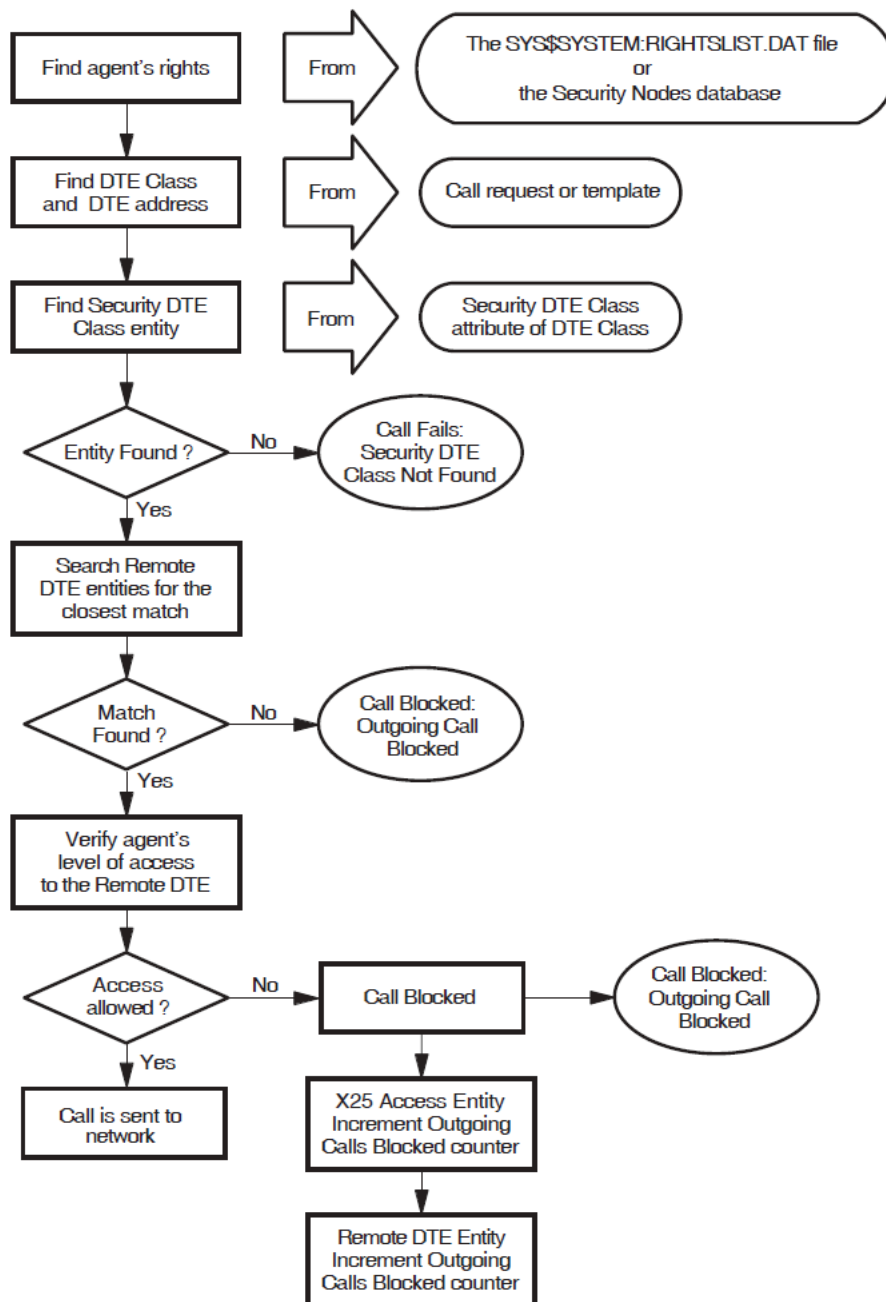 Find agent's rights
From
The SYS$SYSTEM:RIGHTSLIST.DAT file
or
the Security Nodes database
Find DTE Class
and DTE address
From
Call request or template
Find Security DTE
Class entity
From
Security DTE Class
attribute of DTE Class
Entity Found ?
No
Call Fails:
Security DTE
Class Not Found
Yes
Search Remote
DTE entities for the
closest match
Match
Found ?
No
Call Blocked:
Outgoing Call
Blocked
Yes
Verify agent's
level of access
to the Remote DTE
Access
allowed ?
No
Call Blocked
Call Blocked:
Outgoing Call
Blocked
Yes
Call is sent to
network
X25 Access Entity
Increment Outgoing
Calls Blocked counter
Remote DTE Entity
Increment Outgoing
Calls Blocked counter